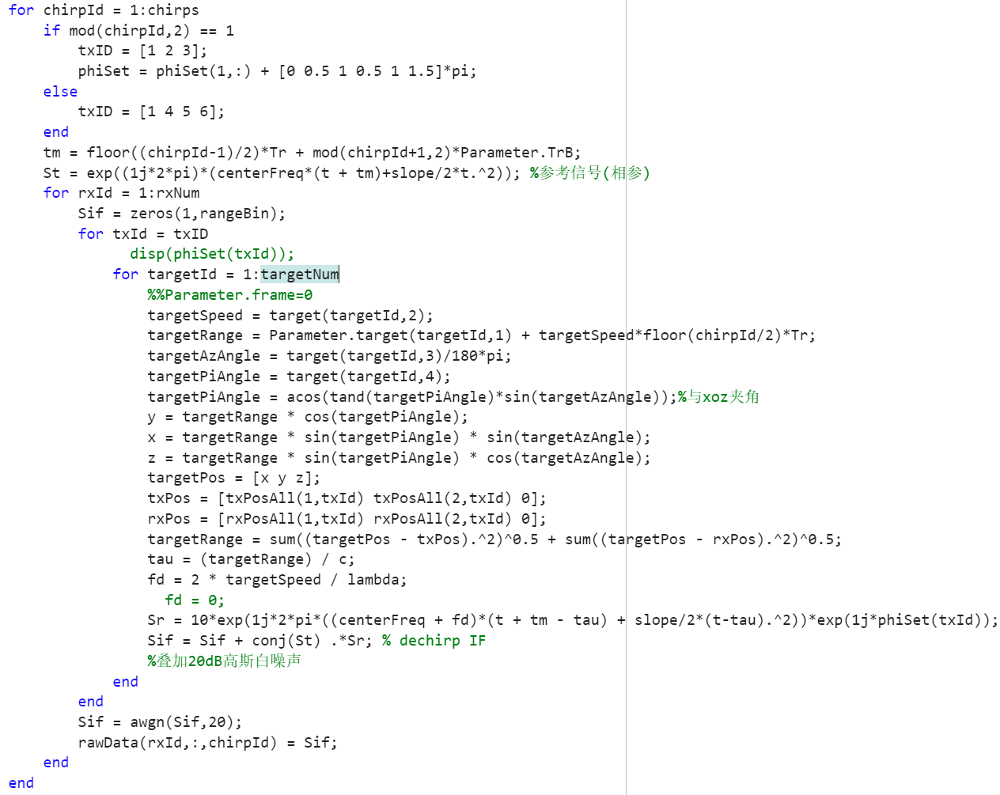 for chirpId = 1:chirps
if mod(chirpId,2) == 1
txID = [1 2 3];
phiSet = phiSet(1,:) + [0 0.5 1 0.5 1 1.5]*pi;
else
txID = [1 4 5 6];
end
tm = floor((chirpId-1)/2)*Tr + mod(chirpId+1,2)*Parameter.TrB;
St = exp((1j*2*pi)*(centerFreq*(t + tm)+slope/2*t.^2)); %参考信号(相参)
for rxId = 1:rxNum
Sif = zeros(1,rangeBin);
for txId = txID
disp(phiSet(txId));
for targetId = 1:targetNum
%%Parameter.frame=0
targetSpeed = target(targetId,2);
targetRange = Parameter.target(targetId,1) + targetSpeed*floor(chirpId/2)*Tr;
targetAzAngle = target(targetId,3)/180*pi;
targetPiAngle = target(targetId,4);
targetPiAngle = acos(tand(targetPiAngle)*sin(targetAzAngle));%与xoz夹角
y = targetRange * cos(targetPiAngle);
x = targetRange * sin(targetPiAngle) * sin(targetAzAngle);
z = targetRange * sin(targetPiAngle) * cos(targetAzAngle);
targetPos = [x y z];
txPos = [txPosAll(1,txId) txPosAll(2,txId) 0];
rxPos = [rxPosAll(1,txId) rxPosAll(2,txId) 0];
targetRange = sum((targetPos - txPos).^2)^0.5 + sum((targetPos - rxPos).^2)^0.5;
tau = (targetRange) / c;
fd = 2 * targetSpeed / lambda;
fd = 0;
Sr = 10*exp(1j*2*pi*((centerFreq + fd)*(t + tm - tau) + slope/2*(t-tau).^2))*exp(1j*phiSet(txId));
Sif = Sif + conj(St) .*Sr; % dechirp IF
%叠加20dB高斯白噪声
end
end
Sif = awgn(Sif,20);
rawData(rxId,:,chirpId) = Sif;
end
end